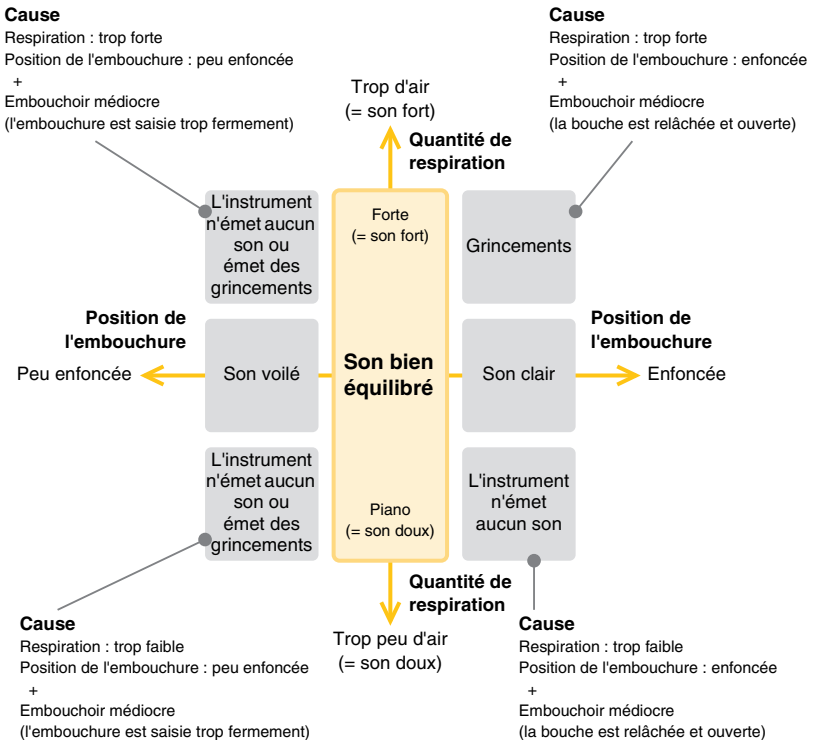 Cause
Respiration : trop forte
Position de l'embouchure : peu enfoncée
+
Embouchoir médiocre
(l'embouchure est saisie trop fermement)
Cause
Respiration : trop forte
Position de l'embouchure : enfoncée
+
Embouchoir médiocre
(la bouche est relâchée et ouverte)
Trop d'air
(= son fort)
Quantité de
respiration
L'instrument
n'émet aucun
son ou
émet des
grincements
Forte
(= son fort)
Grincements
Position de
l'embouchure
Peu enfoncée
Son voilé
Son bien
équilibré
Son clair
Position de
l'embouchure
Enfoncée
L'instrument
n'émet aucun
son ou
émet des
grincements
Piano
(= son doux)
L'instrument
n'émet
aucun son
Quantité de
respiration
Trop peu d'air
(= son doux)
Cause
Respiration : trop faible
Position de l'embouchure : peu enfoncée
+
Embouchoir médiocre
(l'embouchure est saisie trop fermement)
Cause
Respiration : trop faible
Position de l'embouchure : enfoncée
+
Embouchoir médiocre
(la bouche est relâchée et ouverte)